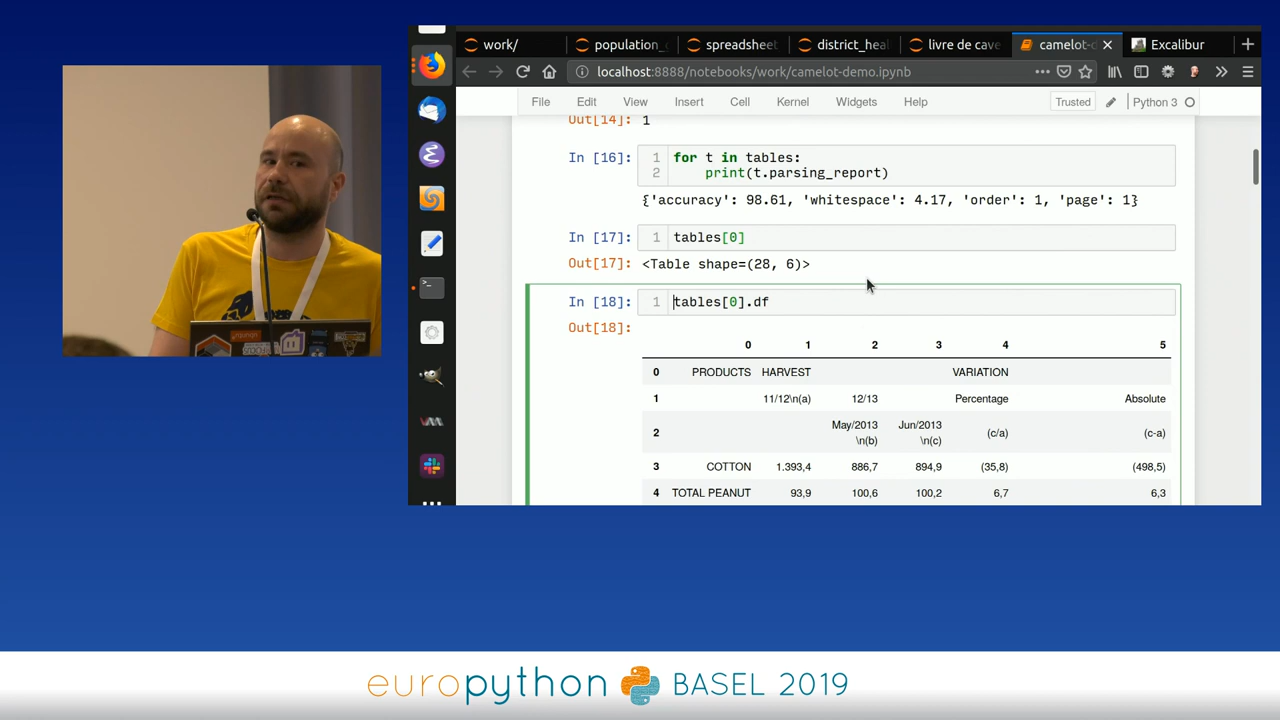 work/
population_
spreadsheet
district_heal
livre de cave
camelot-
Excalibur
localhost:8888/notebooks/work/camelot-demo.ipynb
File Edit View Insert Cell Kernel Widgets Help Trusted Python 3
Out[14]: 1
In [16]: 1 for t in tables:
2 print(t.parsing_report)
{'accuracy': 98.61, 'whitespace': 4.17, 'order': 1, 'page': 1}
In [17]: 1 tables[0]
Out[17]: <Table shape=(28, 6)>
In [18]: 1 tables[0].df
Out[18]:
0 1 2 3 4 5
0 PRODUCTS HARVEST VARIATION
1 11/12\n(a) 12/13 Percentage Absolute
2 May/2013 \n(b) Jun/2013 \n(c) (c/a) (c-a)
3 COTTON 1.393,4 886,7 894,9 (35,8) (498,5)
4 TOTAL PEANUT 93,9 100,6 100,2 6,7 6,3
europython BASEL 2019